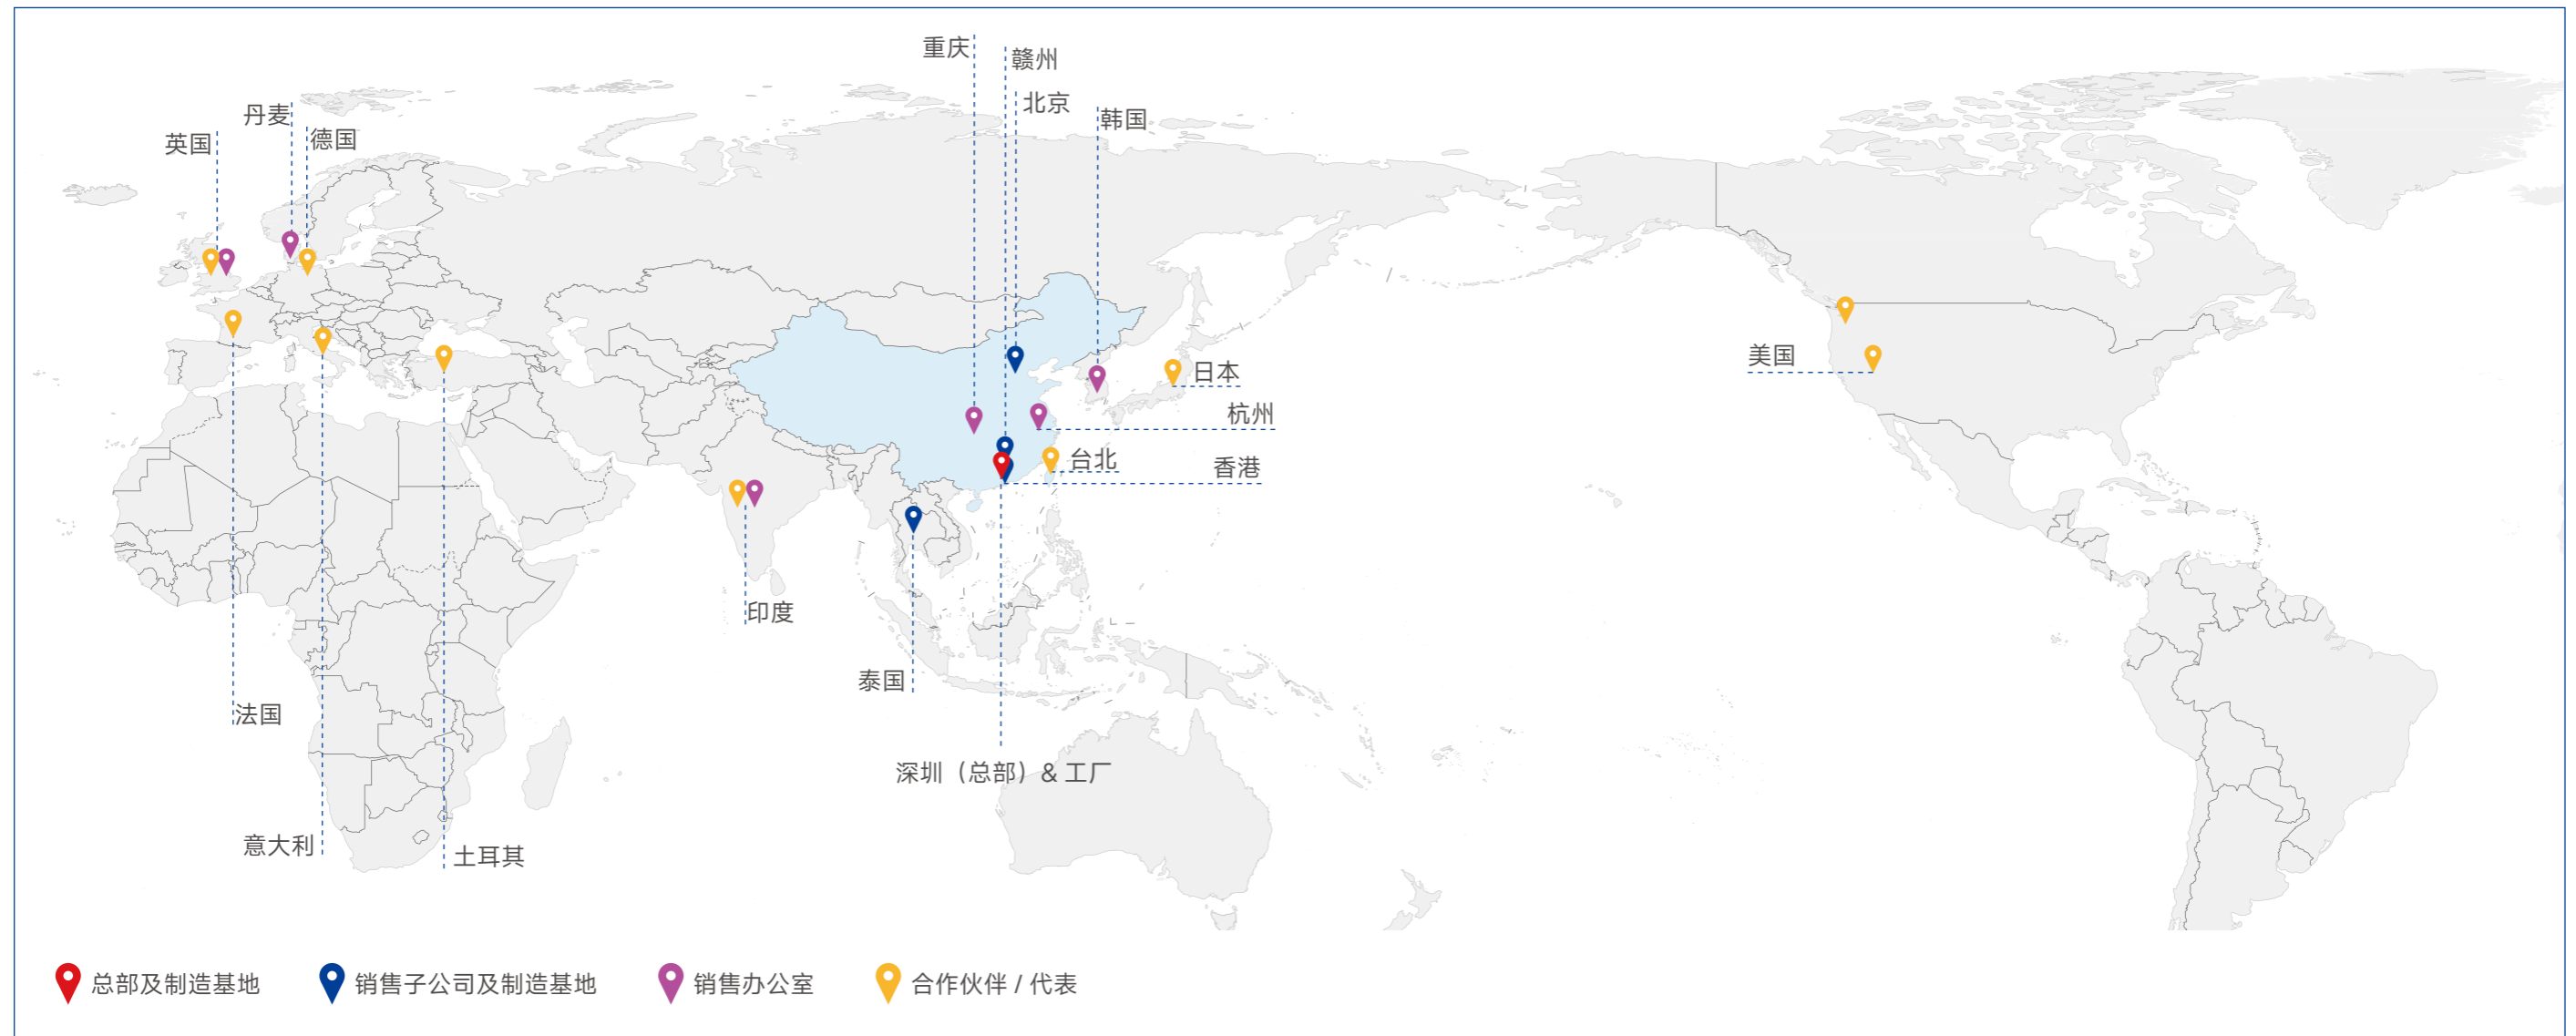 重庆
赣州
北京
韩国
丹麦
德国
英国
美国
日本
杭州
台北
香港
印度
泰国
法国
深圳（总部）& 工厂
意大利
土耳其
总部及制造基地
销售子公司及制造基地
销售办公室
合作伙伴 / 代表